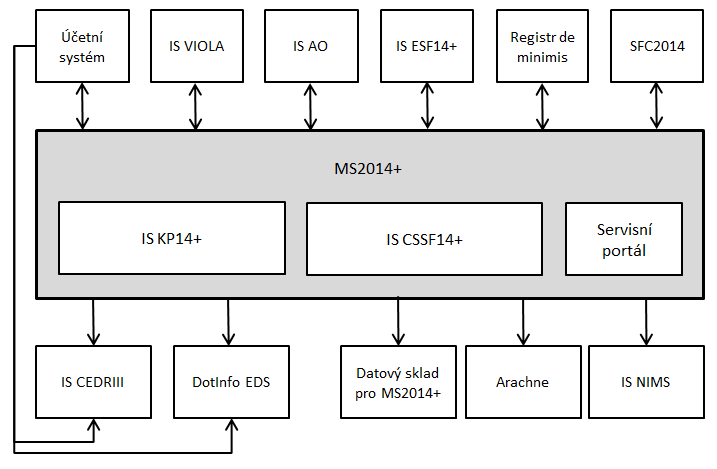 Účetní
systém
IS VIOLA
IS AO
IS ESF14+
Registr de
minimis
SFC2014
MS2014+
IS KP14+
IS CSSF14+
Servisní
portál
IS CEDRIII
DotInfo EDS
Datový sklad
pro MS2014+
Arachne
IS NIMS